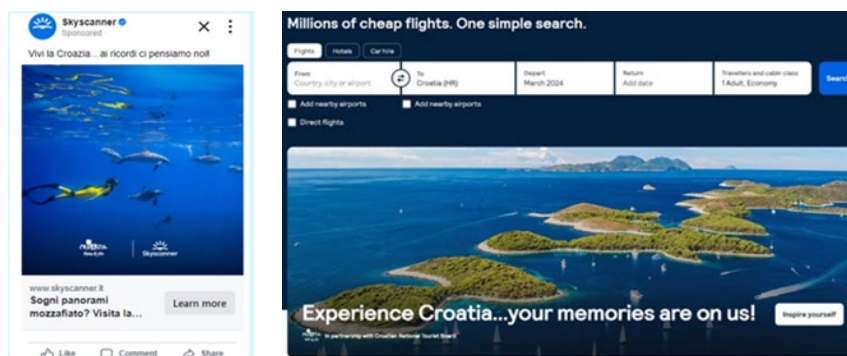 Skyscanner
Sponsored
Vivi la Croazia... ai ricordi ci pensiamo noi!
Skyscanner
www.skyscanner.it
Sogni panorami
mozzafiato? Visita la...
Learn more
Like Comment Share
Millions of cheap flights. One simple search.
Flights Hotels Car hire
From To Depart Return Travellers and cabin class
Country, city or airport Croatia (HR) March 2024 Add date 1 Adult, Economy
Search
Add nearby airports Add nearby airports
Direct flights
Experience Croatia...your memories are on us!
Inspire yourself
In partnership with Croatian National Tourist Board